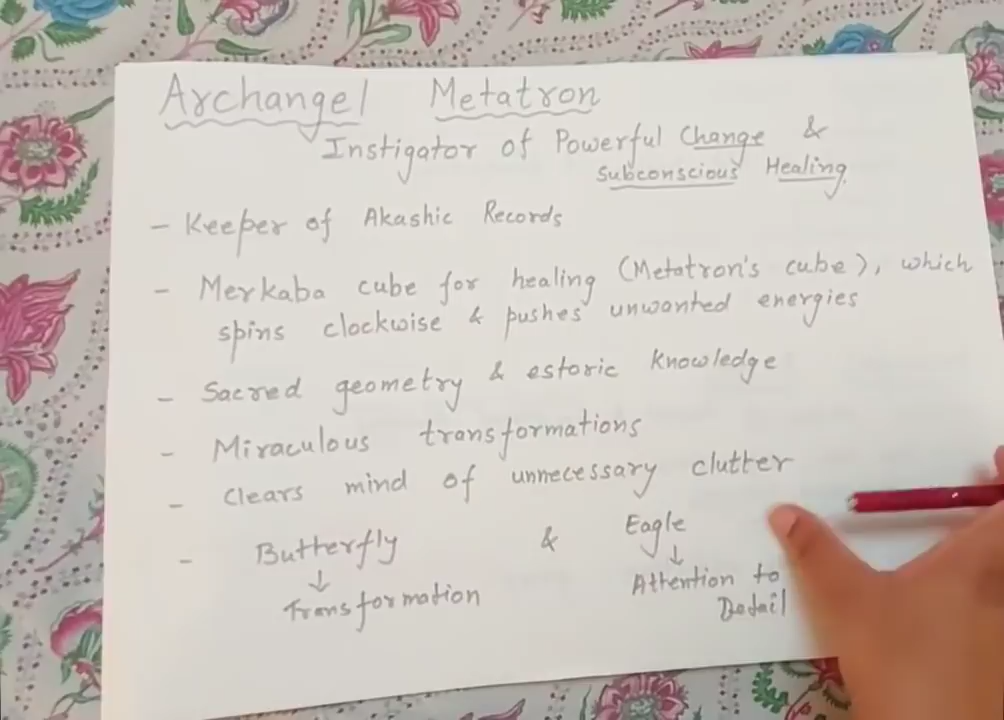 Archangel Metatron
Instigator of Powerful Change &
Subconscious Healing
- Keeper of Akashic Records
- Merkaba cube for healing (Metatron's cube), which
spins clockwise & pushes unwanted energies
- Sacred geometry & estoric knowledge
- Miraculous transformations
- Clears mind of unnecessary clutter
- Butterfly & Eagle
↓ ↓
Transformation Attention to
Detail